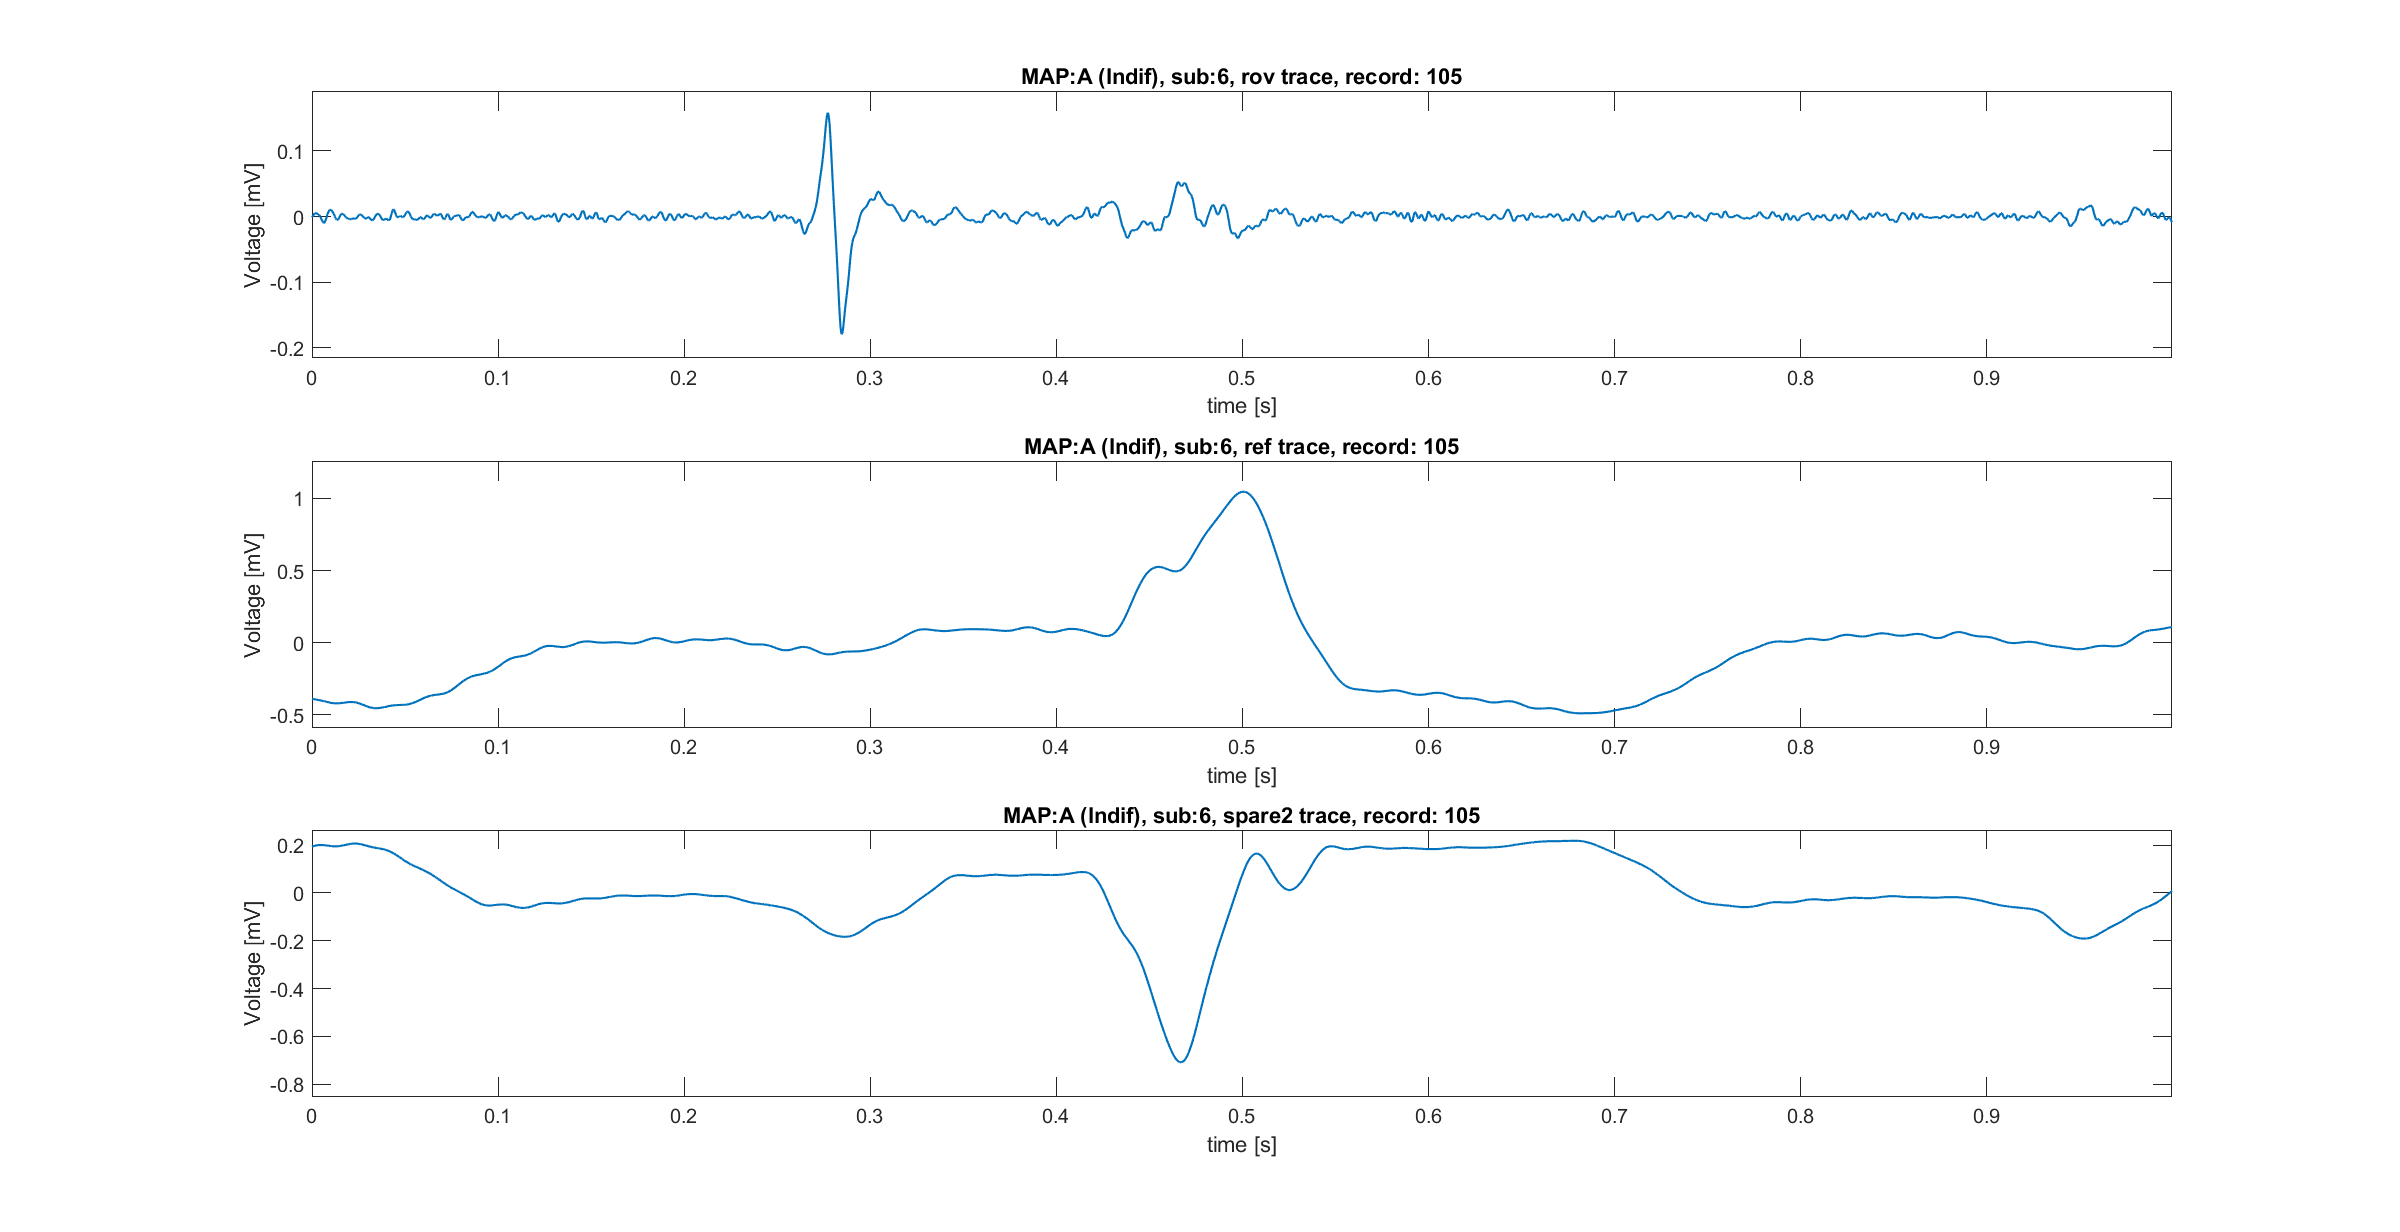 MAP:A (Indif), sub:6, rov trace, record: 105
Voltage [mV]
0.1
0
-0.1
-0.2
0 0.1 0.2 0.3 0.4 0.5 0.6 0.7 0.8 0.9
time [s]
MAP:A (Indif), sub:6, ref trace, record: 105
Voltage [mV]
1
0.5
0
-0.5
0 0.1 0.2 0.3 0.4 0.5 0.6 0.7 0.8 0.9
time [s]
MAP:A (Indif), sub:6, spare2 trace, record: 105
Voltage [mV]
0.2
0
-0.2
-0.4
-0.6
-0.8
0 0.1 0.2 0.3 0.4 0.5 0.6 0.7 0.8 0.9
time [s]